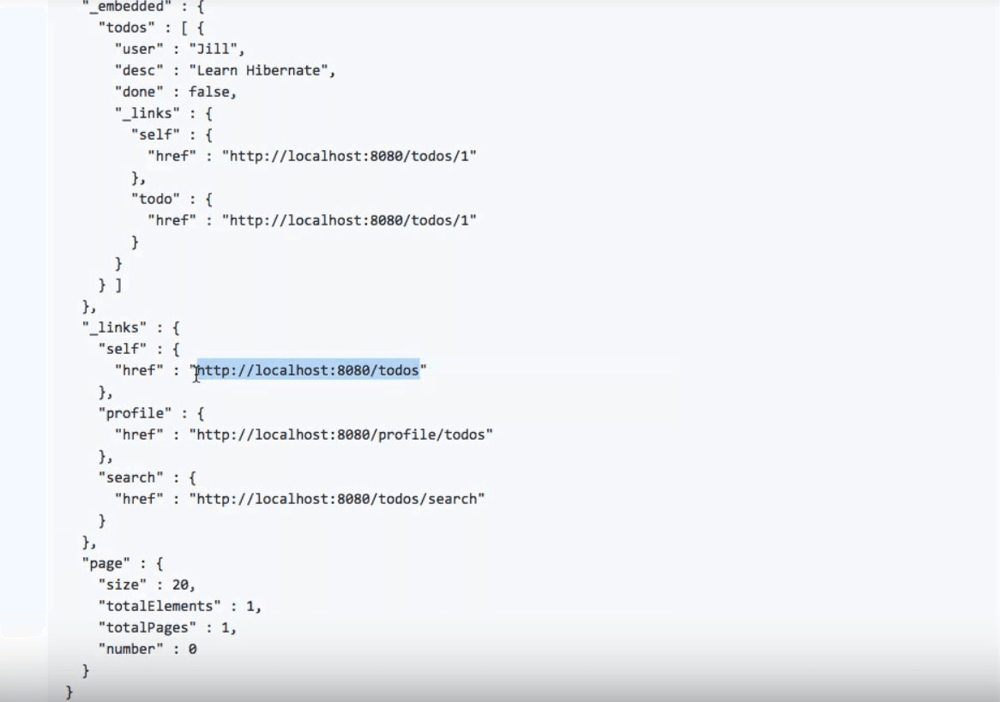 "_embedded" : {
"todos" : [ {
"user" : "Jill",
"desc" : "Learn Hibernate",
"done" : false,
"_links" : {
"self" : {
"href" : "http://localhost:8080/todos/1"
},
"todo" : {
"href" : "http://localhost:8080/todos/1"
}
}
} ]
},
"_links" : {
"self" : {
"href" : "http://localhost:8080/todos"
},
"profile" : {
"href" : "http://localhost:8080/profile/todos"
},
"search" : {
"href" : "http://localhost:8080/todos/search"
}
},
"page" : {
"size" : 20,
"totalElements" : 1,
"totalPages" : 1,
"number" : 0
}
}